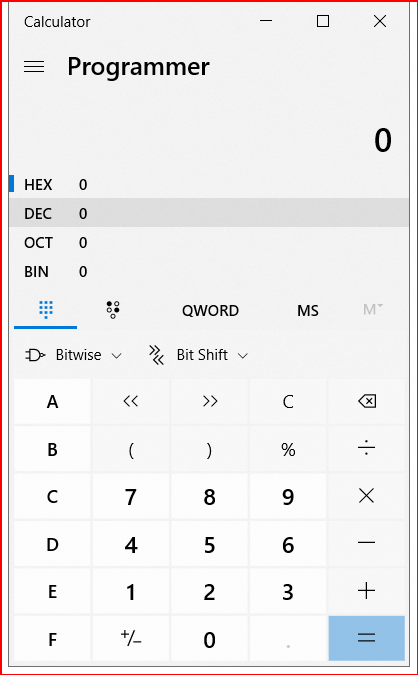 Calculator
Programmer
0
HEX 0
DEC 0
OCT 0
BIN 0
QWORD MS M
Bitwise Bit Shift
A << >> C
B ( ) % ÷
C 7 8 9 ×
D 4 5 6 −
E 1 2 3 +
F +/− 0 . =